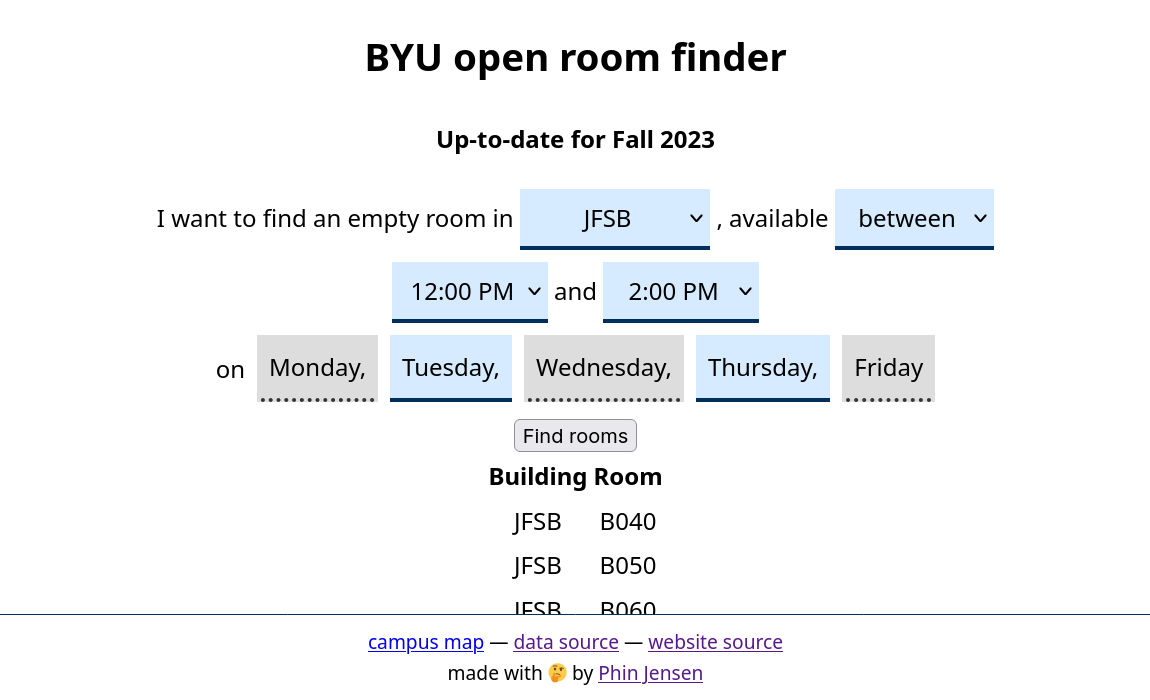 BYU open room finder
Up-to-date for Fall 2023
I want to find an empty room in JFSB , available between
12:00 PM and 2:00 PM
on Monday, Tuesday, Wednesday, Thursday, Friday
Find rooms
Building Room
JFSB B040
JFSB B050
JFSB B060
campus map — data source — website source
made with 🤔 by Phin Jensen